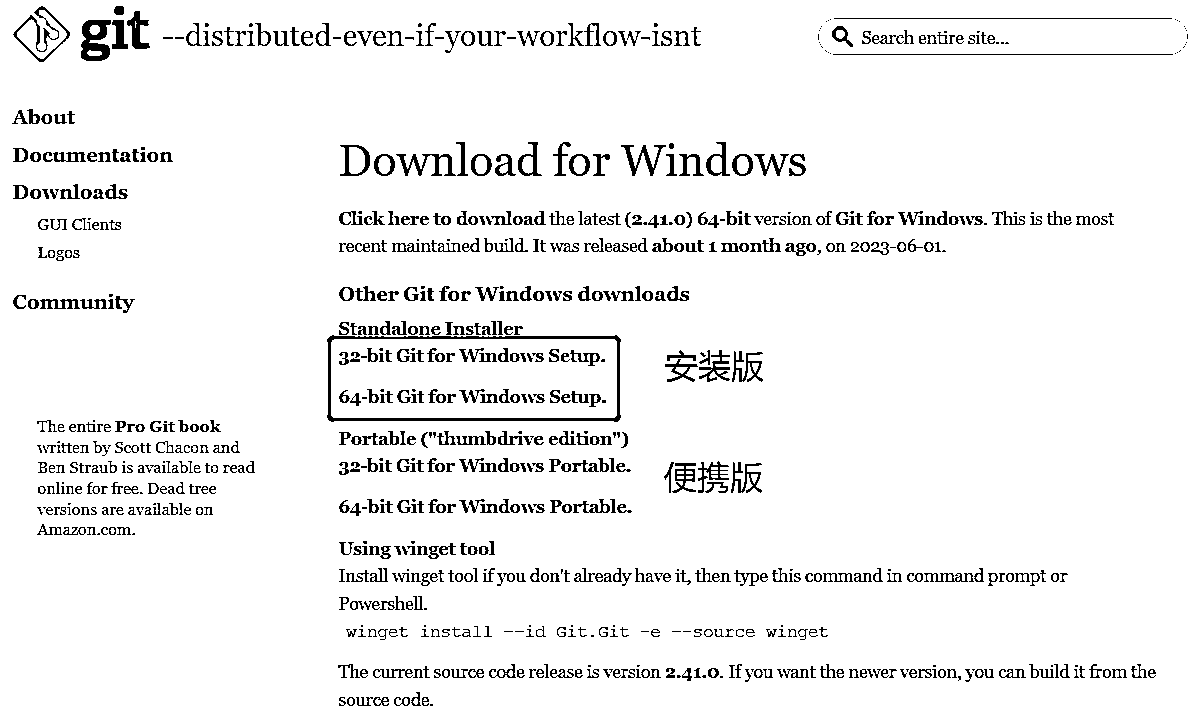 git --distributed-even-if-your-workflow-isnt
Search entire site...
About
Documentation
Downloads
GUI Clients
Logos
Community
The entire Pro Git book
written by Scott Chacon and
Ben Straub is available to read
online for free. Dead tree
versions are available on
Amazon.com.
Download for Windows
Click here to download the latest (2.41.0) 64-bit version of Git for Windows. This is the most
recent maintained build. It was released about 1 month ago, on 2023-06-01.
Other Git for Windows downloads
Standalone Installer
32-bit Git for Windows Setup.
64-bit Git for Windows Setup.
安装版
Portable ("thumbdrive edition")
32-bit Git for Windows Portable.
64-bit Git for Windows Portable.
便携版
Using winget tool
Install winget tool if you don't already have it, then type this command in command prompt or
Powershell.
winget install --id Git.Git -e --source winget
The current source code release is version 2.41.0. If you want the newer version, you can build it from the
source code.